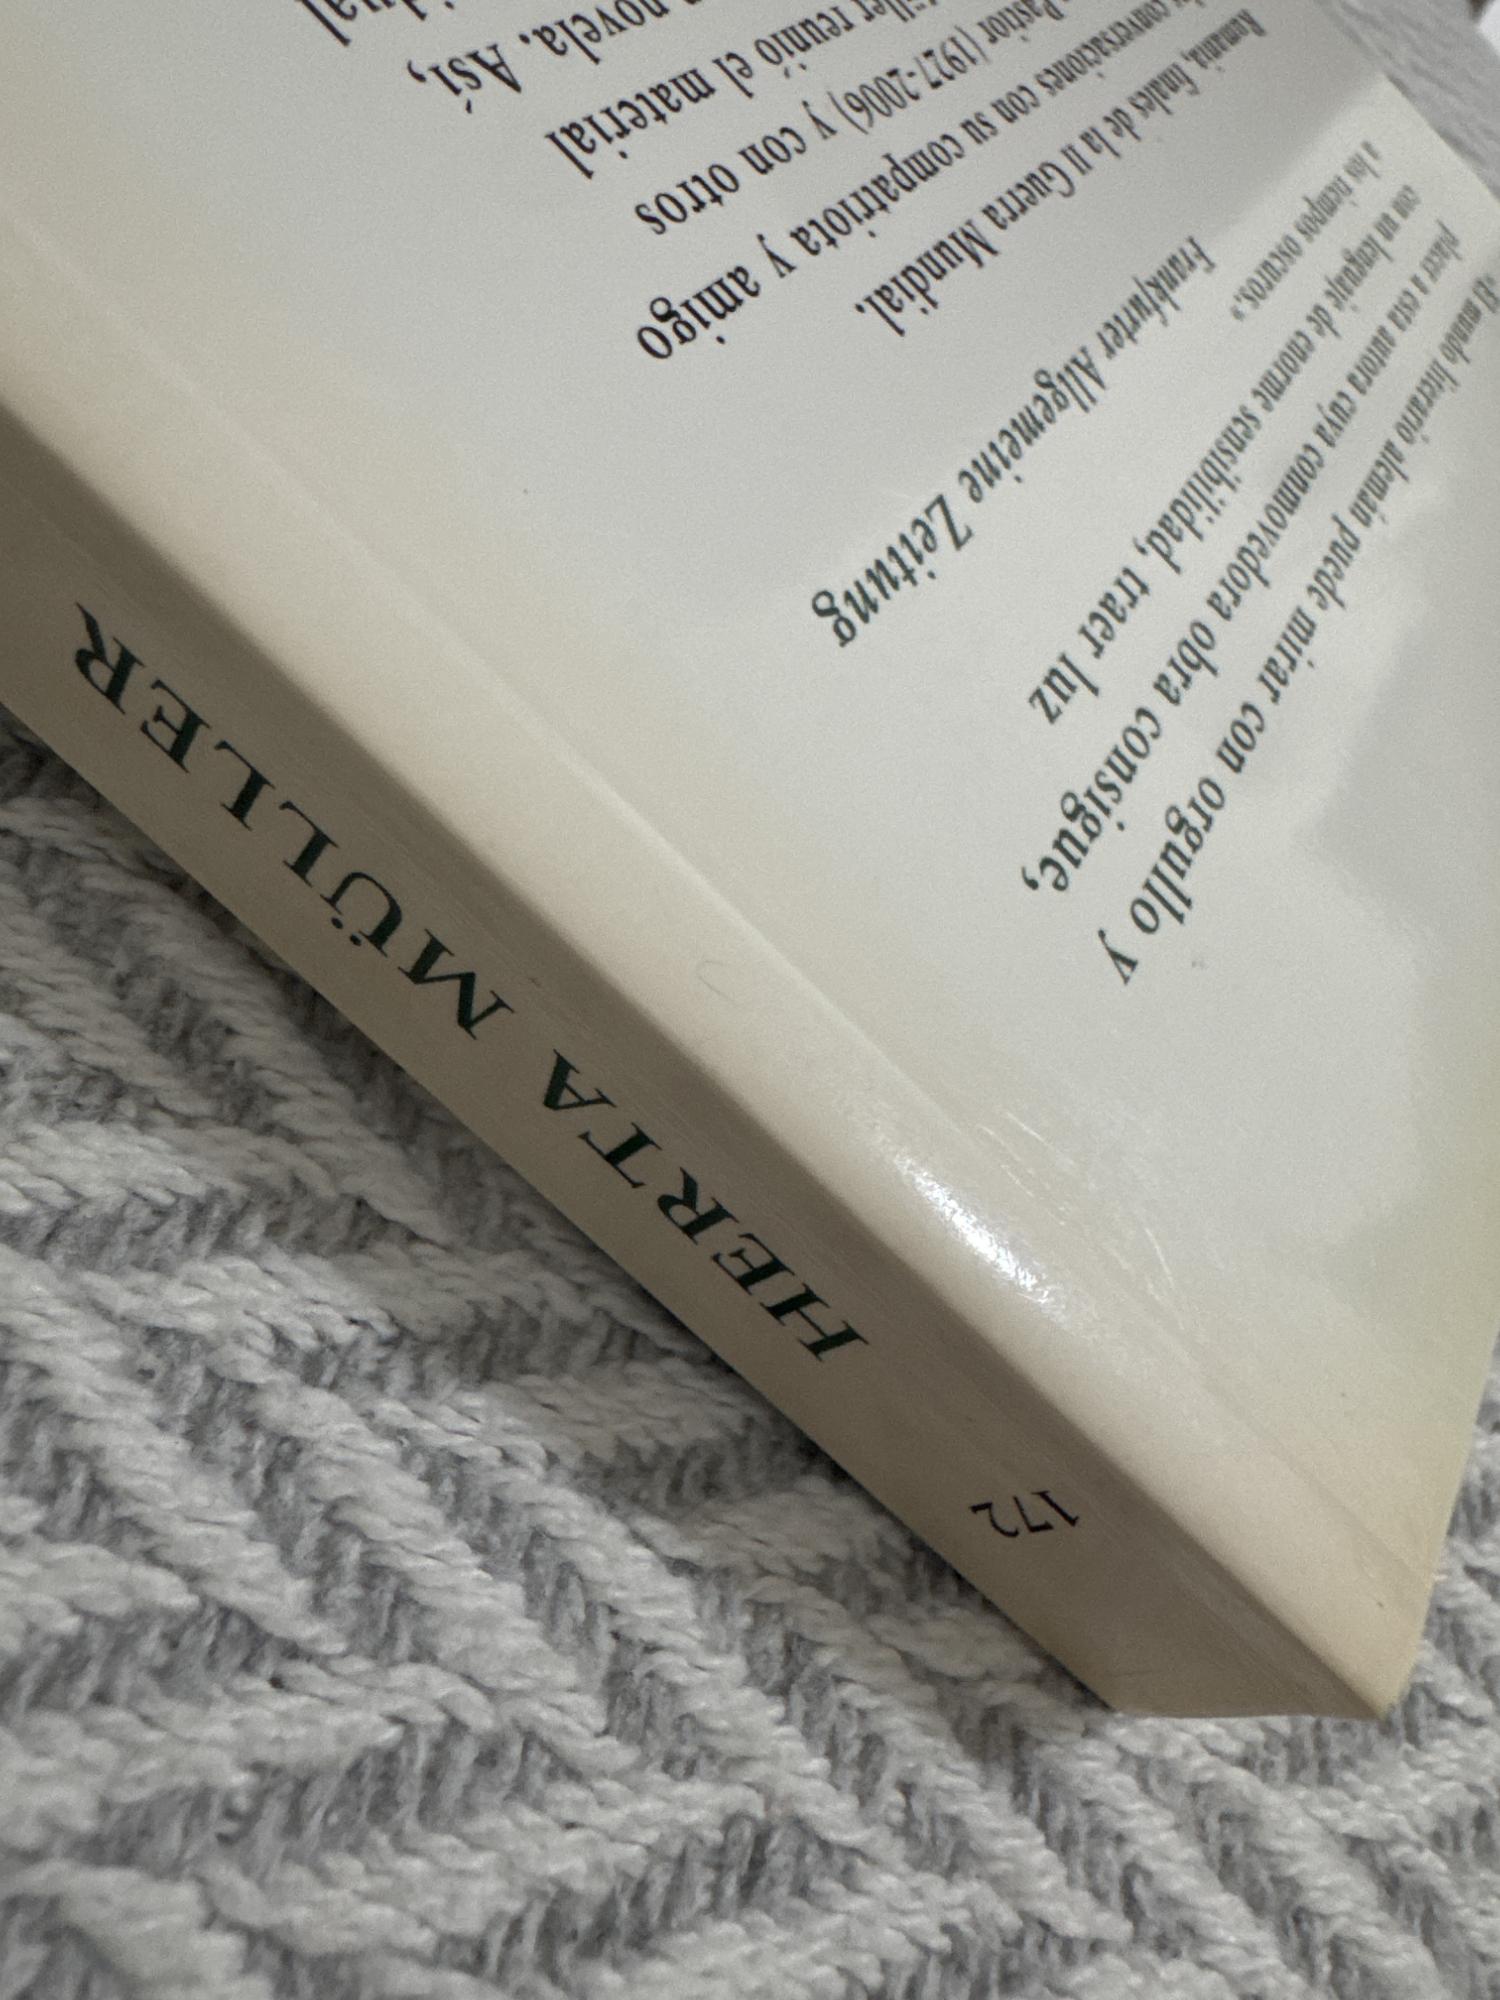 «El mundo literario alemán puede mirar con orgullo y
placer a esta autora cuya conmovedora obra consigue,
con un lenguaje de enorme sensibilidad, traer luz
a los tiempos oscuros.»
Frankfurter Allgemeine Zeitung
Rumanía, finales de la II Guerra Mundial.
conversaciones con su compatriota y amigo
Pastior (1927-2006) y con otros
reunió el material
novela. Así,
172
HERTA MÜLLER